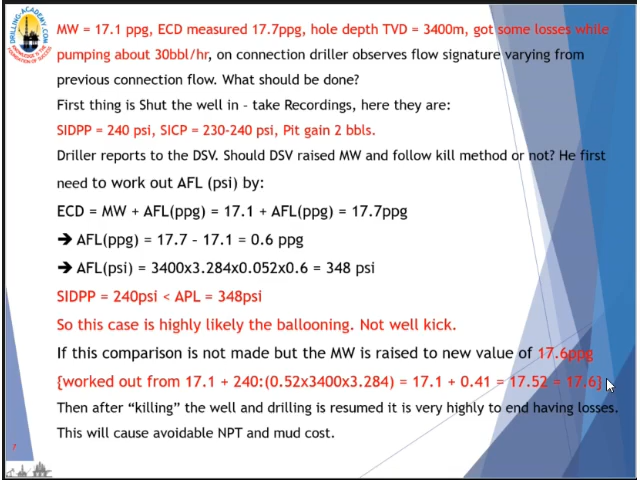 DRILLING-ACADEMY.COM
KNOWLEDGE IS THE FOUNDATION OF SUCCESS
MW = 17.1 ppg, ECD measured 17.7ppg, hole depth TVD = 3400m, got some losses while
pumping about 30bbl/hr, on connection driller observes flow signature varying from
previous connection flow. What should be done?
First thing is Shut the well in – take Recordings, here they are:
SIDPP = 240 psi, SICP = 230-240 psi, Pit gain 2 bbls.
Driller reports to the DSV. Should DSV raised MW and follow kill method or not? He first
need to work out AFL (psi) by:
ECD = MW + AFL(ppg) = 17.1 + AFL(ppg) = 17.7ppg
➔ AFL(ppg) = 17.7 – 17.1 = 0.6 ppg
➔ AFL(psi) = 3400x3.284x0.052x0.6 = 348 psi
SIDPP = 240psi < APL = 348psi
So this case is highly likely the ballooning. Not well kick.
If this comparison is not made but the MW is raised to new value of 17.6ppg
{worked out from 17.1 + 240:(0.52x3400x3.284) = 17.1 + 0.41 = 17.52 = 17.6}
Then after “killing” the well and drilling is resumed it is very highly to end having losses.
This will cause avoidable NPT and mud cost.
7